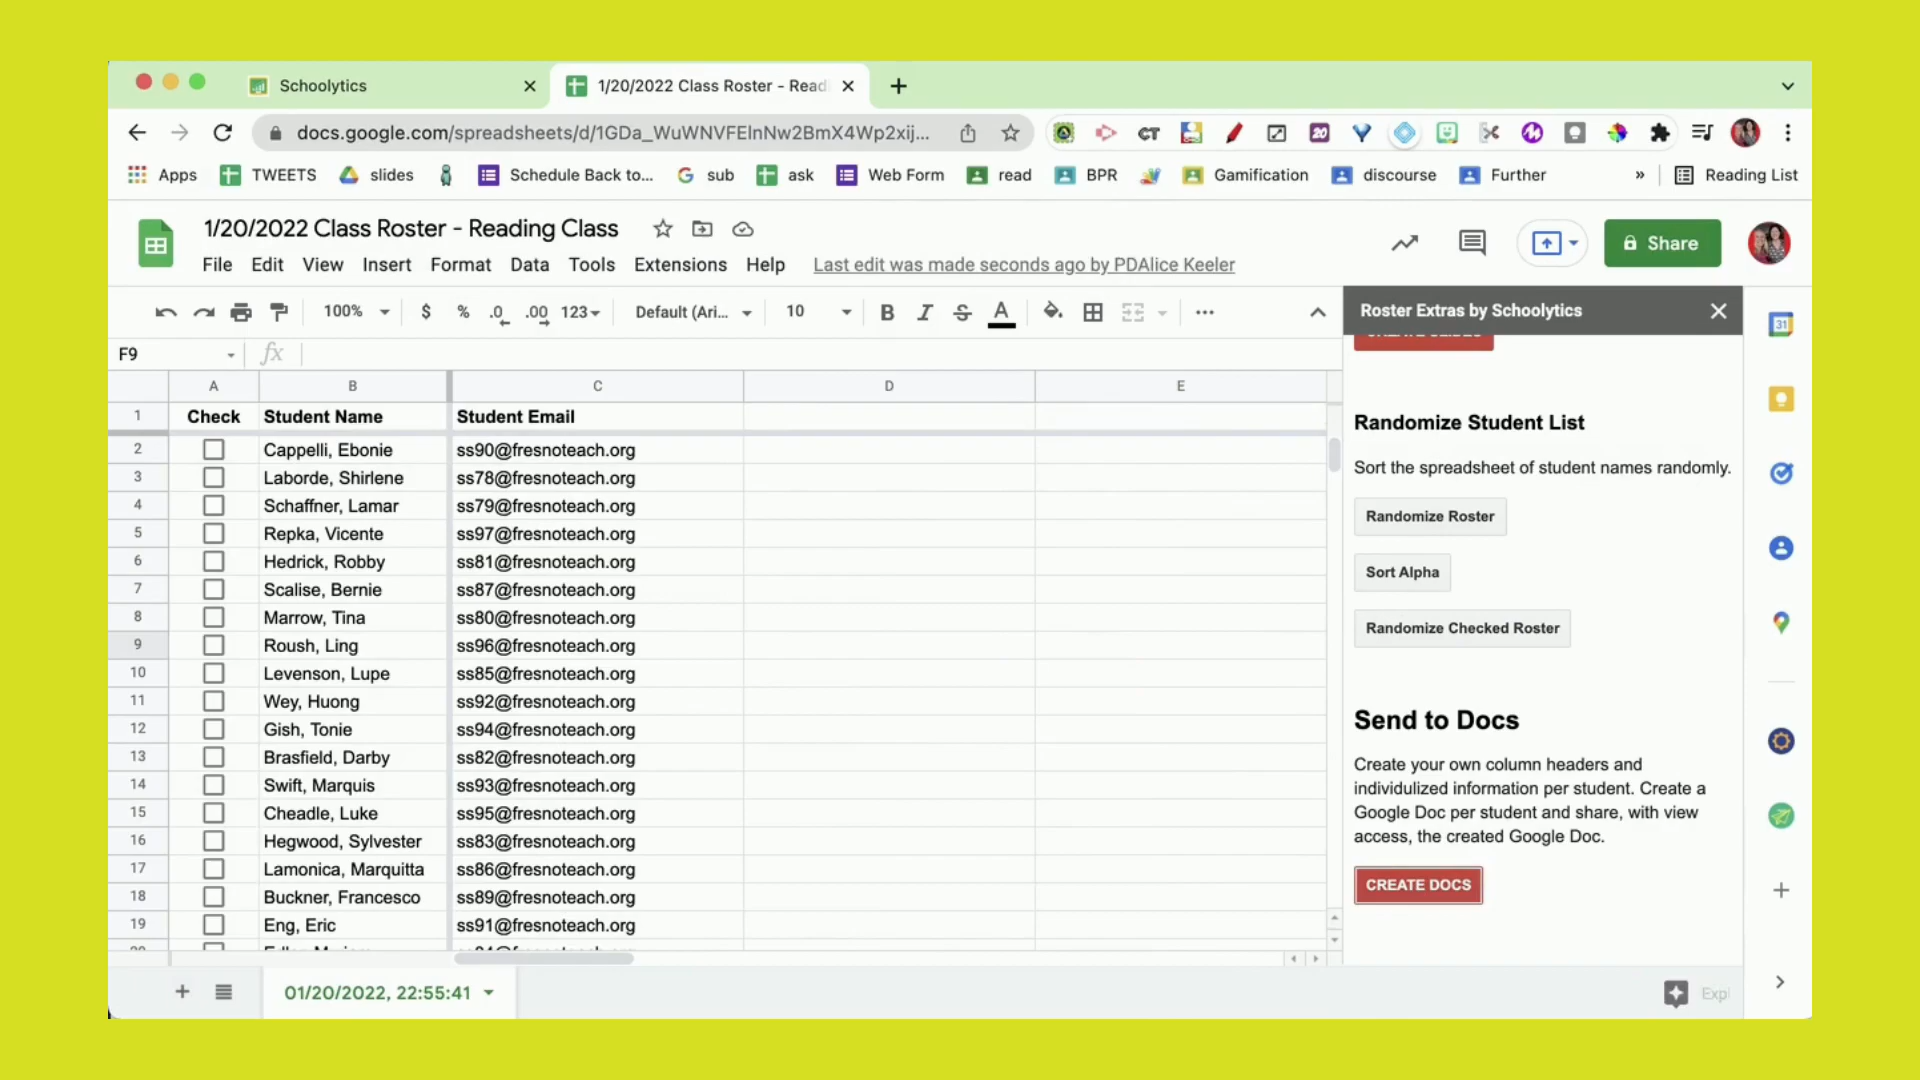 Schoolytics
1/20/2022 Class Roster - Read
docs.google.com/spreadsheets/d/1GDa_WuWNVFElnNw2BmX4Wp2xij...
CT
20
Apps
TWEETS
slides
Schedule Back to...
sub
ask
Web Form
read
BPR
Gamification
discourse
Further
»
Reading List
1/20/2022 Class Roster - Reading Class
File Edit View Insert Format Data Tools Extensions Help
Last edit was made seconds ago by PDAlice Keeler
Share
100%
$ % .0 .00 123
Default (Ari...
10
B I S A
Roster Extras by Schoolytics
31
F9
fx
A B C D E
1 Check Student Name Student Email
2 Cappelli, Ebonie ss90@fresnoteach.org
3 Laborde, Shirlene ss78@fresnoteach.org
4 Schaffner, Lamar ss79@fresnoteach.org
5 Repka, Vicente ss97@fresnoteach.org
6 Hedrick, Robby ss81@fresnoteach.org
7 Scalise, Bernie ss87@fresnoteach.org
8 Marrow, Tina ss80@fresnoteach.org
9 Roush, Ling ss96@fresnoteach.org
10 Levenson, Lupe ss85@fresnoteach.org
11 Wey, Huong ss92@fresnoteach.org
12 Gish, Tonie ss94@fresnoteach.org
13 Brasfield, Darby ss82@fresnoteach.org
14 Swift, Marquis ss93@fresnoteach.org
15 Cheadle, Luke ss95@fresnoteach.org
16 Hegwood, Sylvester ss83@fresnoteach.org
17 Lamonica, Marquitta ss86@fresnoteach.org
18 Buckner, Francesco ss89@fresnoteach.org
19 Eng, Eric ss91@fresnoteach.org
Randomize Student List
Sort the spreadsheet of student names randomly.
Randomize Roster
Sort Alpha
Randomize Checked Roster
Send to Docs
Create your own column headers and
individulized information per student. Create a
Google Doc per student and share, with view
access, the created Google Doc.
CREATE DOCS
01/20/2022, 22:55:41
Expl